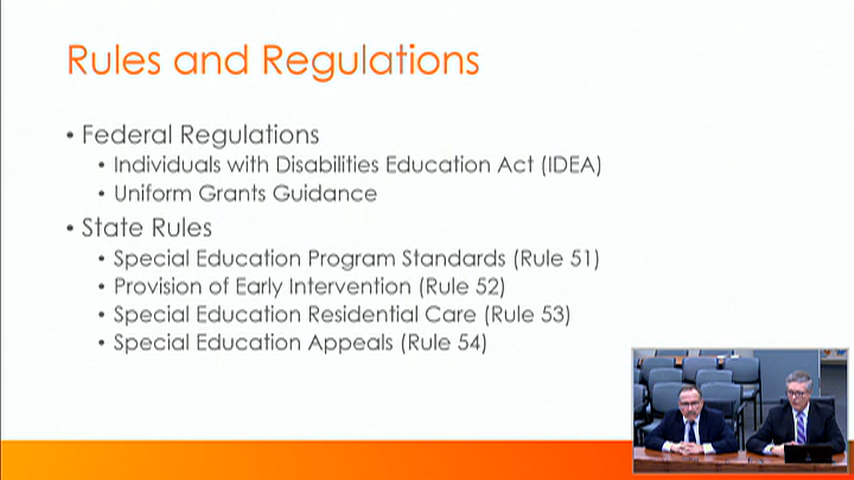 Rules and Regulations
• Federal Regulations
• Individuals with Disabilities Education Act (IDEA)
• Uniform Grants Guidance
• State Rules
• Special Education Program Standards (Rule 51)
• Provision of Early Intervention (Rule 52)
• Special Education Residential Care (Rule 53)
• Special Education Appeals (Rule 54)